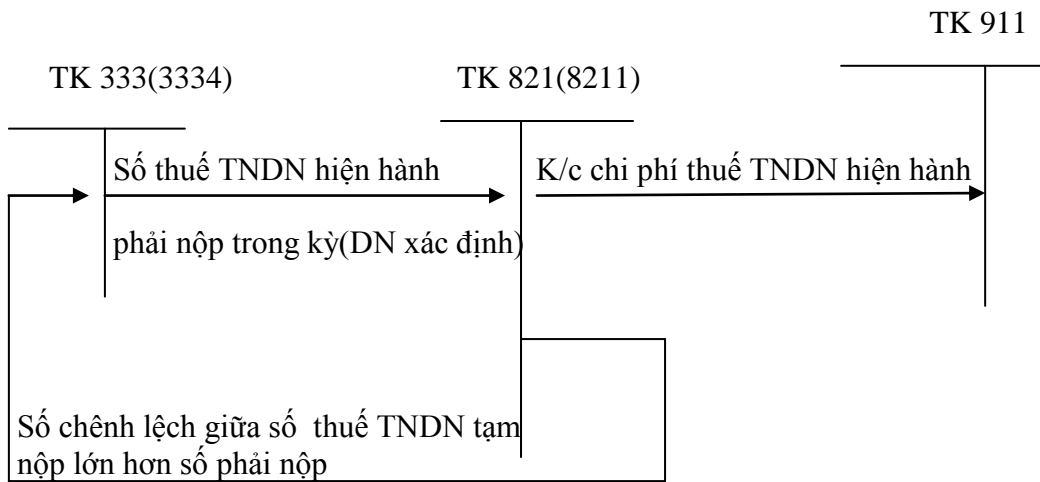 TK 911
TK 333(3334)
TK 821(8211)
Số thuế TNDN hiện hành
K/c chi phí thuế TNDN hiện hành
phải nộp trong kỳ(DN xác định)
Số chênh lệch giữa số thuế TNDN tạm
nộp lớn hơn số phải nộp